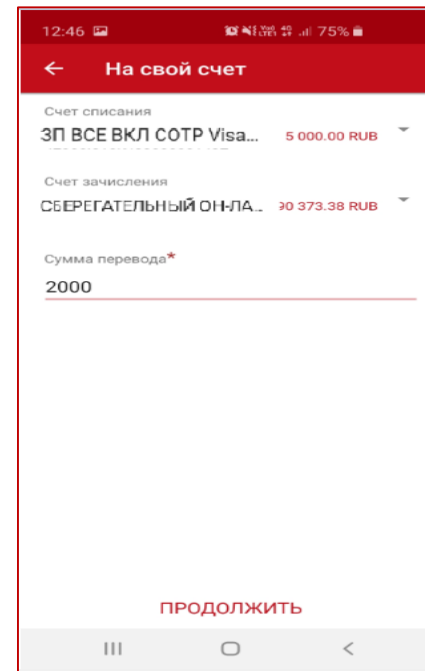 12:46 75%
На свой счет
Счет списания
ЗП ВСЕ ВКЛ СОТР Visa... 5 000.00 RUB
Счет зачисления
СБЕРЕГАТЕЛЬНЫЙ ОН-ЛА... 90 373.38 RUB
Сумма перевода*
2000
ПРОДОЛЖИТЬ